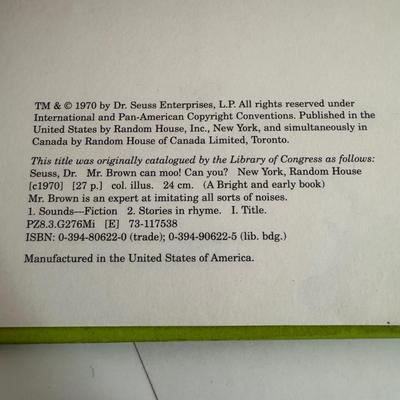 TM & © 1970 by Dr. Seuss Enterprises, L.P. All rights reserved under
International and Pan-American Copyright Conventions. Published in the
United States by Random House, Inc., New York, and simultaneously in
Canada by Random House of Canada Limited, Toronto.
This title was originally catalogued by the Library of Congress as follows:
Seuss, Dr. Mr. Brown can moo! Can you? New York, Random House
[c1970] [27 p.] col. illus. 24 cm. (A Bright and early book)
Mr. Brown is an expert at imitating all sorts of noises.
1. Sounds—Fiction 2. Stories in rhyme. I. Title.
PZ8.3.G276Mi [E] 73-117538
ISBN: 0-394-80622-0 (trade); 0-394-90622-5 (lib. bdg.)
Manufactured in the United States of America.